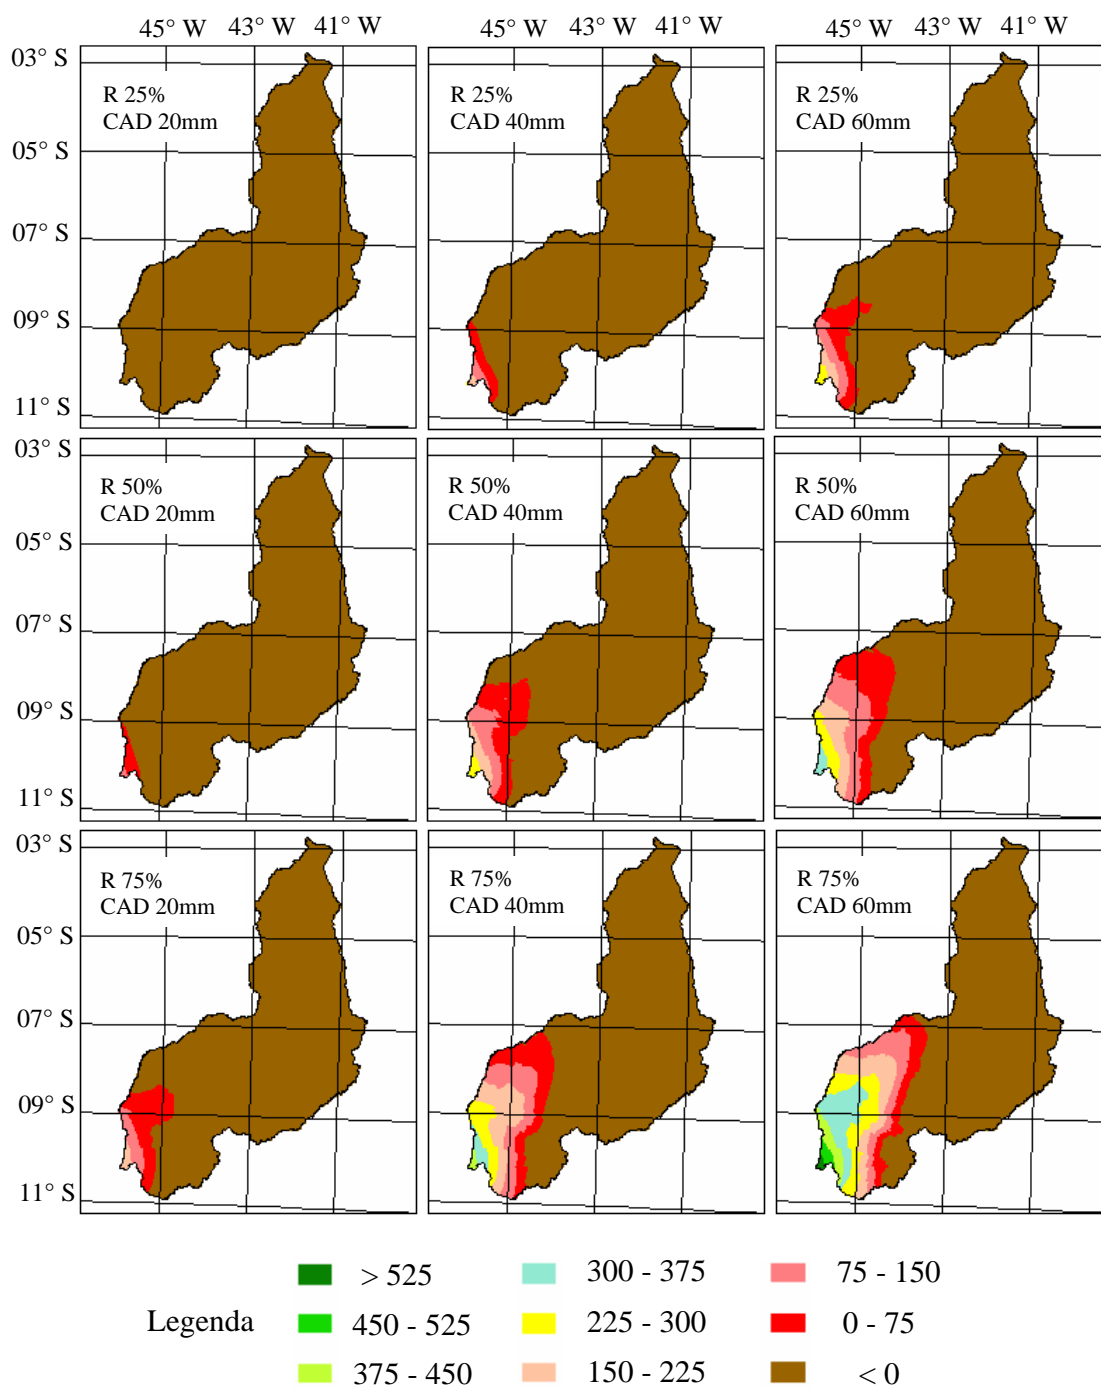 45° W 43° W 41° W 45° W 43° W 41° W 45° W 43° W 41° W
03° S
R 25%
CAD 20mm
R 25%
CAD 40mm
R 25%
CAD 60mm
05° S
07° S
09° S
11° S
03° S
R 50%
CAD 20mm
R 50%
CAD 40mm
R 50%
CAD 60mm
05° S
07° S
09° S
11° S
03° S
R 75%
CAD 20mm
R 75%
CAD 40mm
R 75%
CAD 60mm
05° S
07° S
09° S
11° S
Legenda
> 525
450 - 525
375 - 450
300 - 375
225 - 300
150 - 225
75 - 150
0 - 75
< 0